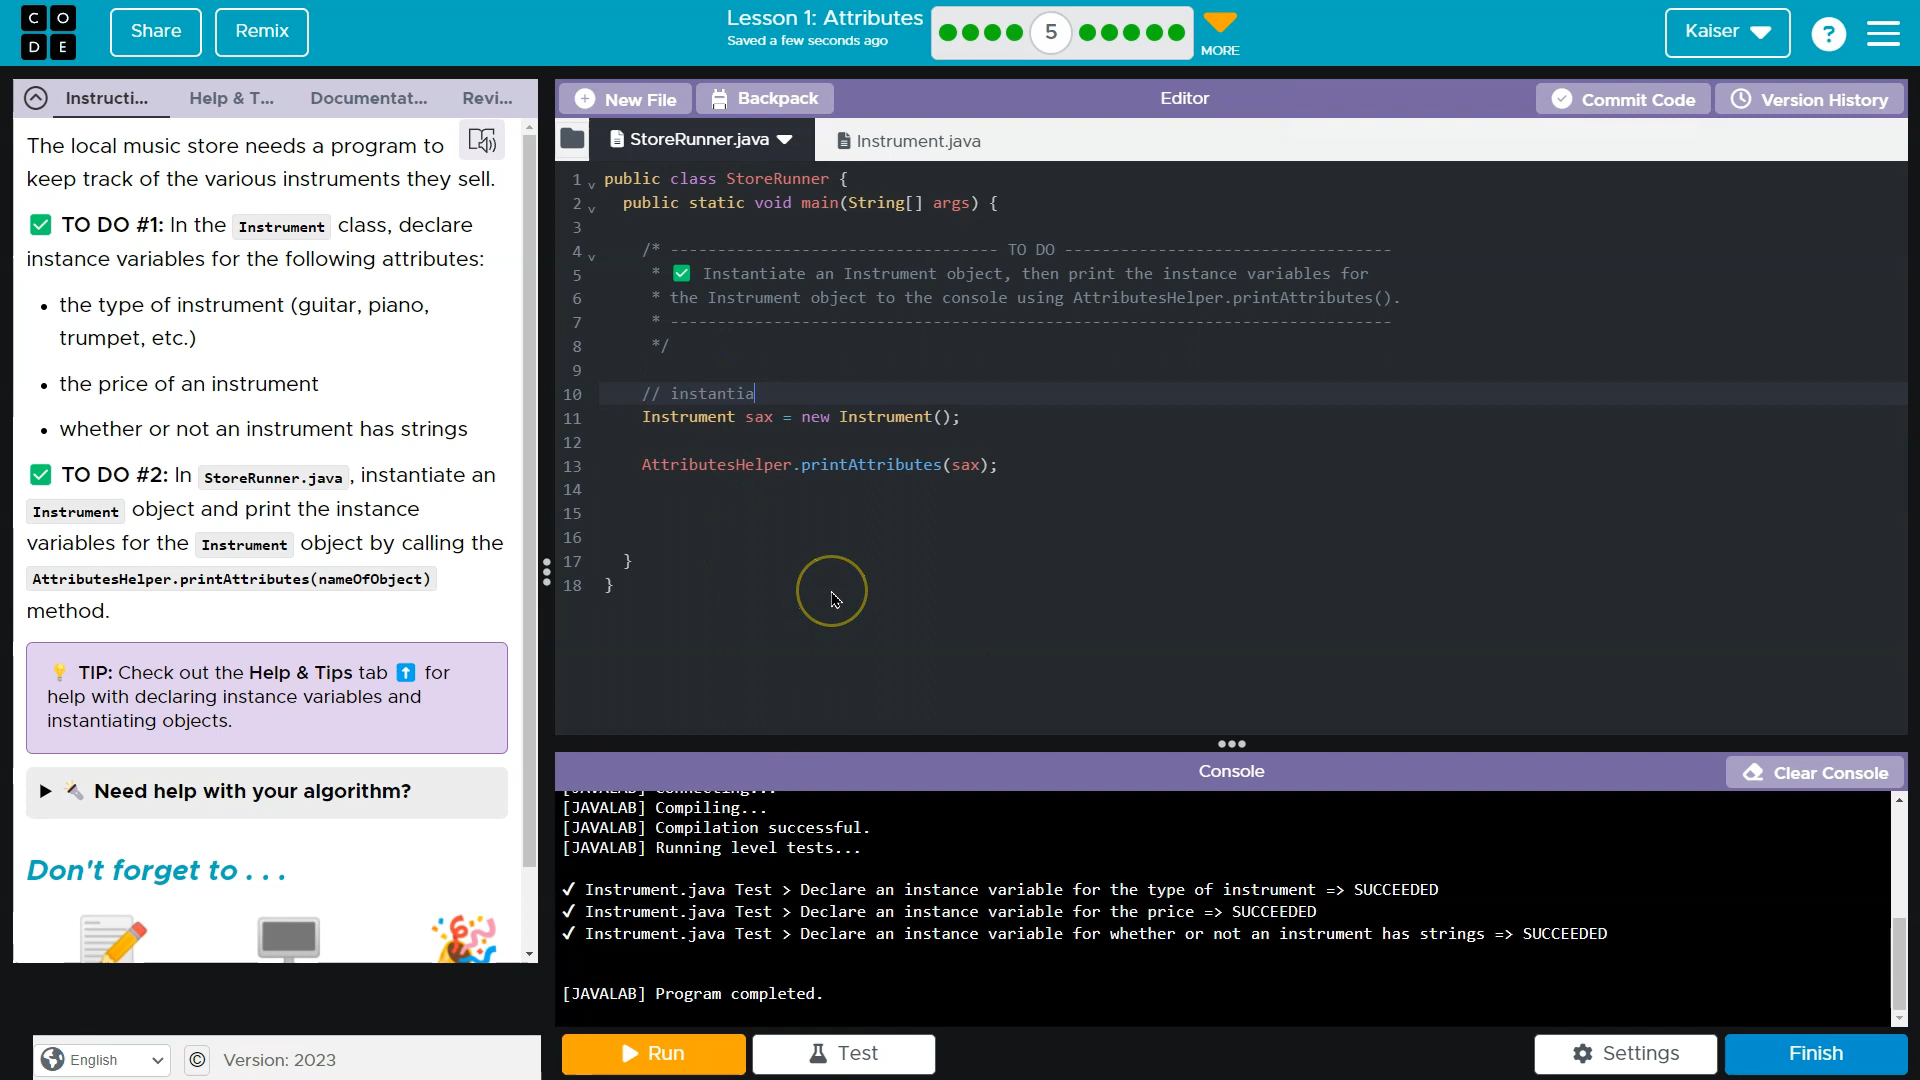 C O
D E
Share
Remix
Lesson 1: Attributes
Saved a few seconds ago
5
MORE
Kaiser
?
Instructi...
Help & T...
Documentat...
Revi...
The local music store needs a program to
keep track of the various instruments they sell.
✅ TO DO #1: In the Instrument class, declare
instance variables for the following attributes:
• the type of instrument (guitar, piano,
trumpet, etc.)
• the price of an instrument
• whether or not an instrument has strings
✅ TO DO #2: In StoreRunner.java, instantiate an
Instrument object and print the instance
variables for the Instrument object by calling the
AttributesHelper.printAttributes(nameOfObject)
method.
💡 TIP: Check out the Help & Tips tab ⬆ for
help with declaring instance variables and
instantiating objects.
Need help with your algorithm?
Don't forget to . . .
English
© Version: 2023
New File
Backpack
Editor
Commit Code
Version History
StoreRunner.java
Instrument.java
1 public class StoreRunner {
2 public static void main(String[] args) {
3
4 /* ----------------------------------- TO DO -----------------------------------
5 * ✅ Instantiate an Instrument object, then print the instance variables for
6 * the Instrument object to the console using AttributesHelper.printAttributes().
7 * -----------------------------------------------------------------------------
8 */
9
10 // instantia
11 Instrument sax = new Instrument();
12
13 AttributesHelper.printAttributes(sax);
14
15
16
17 }
18 }
Console
Clear Console
[JAVALAB] Connecting...
[JAVALAB] Compiling...
[JAVALAB] Compilation successful.
[JAVALAB] Running level tests...
✓ Instrument.java Test > Declare an instance variable for the type of instrument => SUCCEEDED
✓ Instrument.java Test > Declare an instance variable for the price => SUCCEEDED
✓ Instrument.java Test > Declare an instance variable for whether or not an instrument has strings => SUCCEEDED
[JAVALAB] Program completed.
Run
Test
Settings
Finish